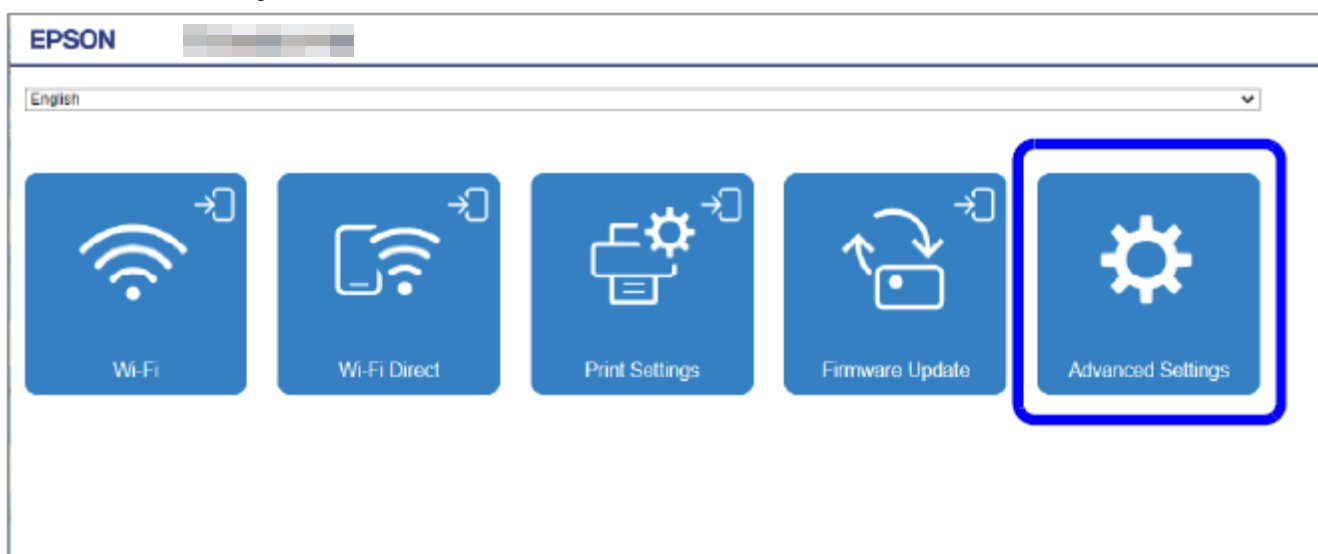 EPSON
English
Wi-Fi
Wi-Fi Direct
Print Settings
Firmware Update
Advanced Settings